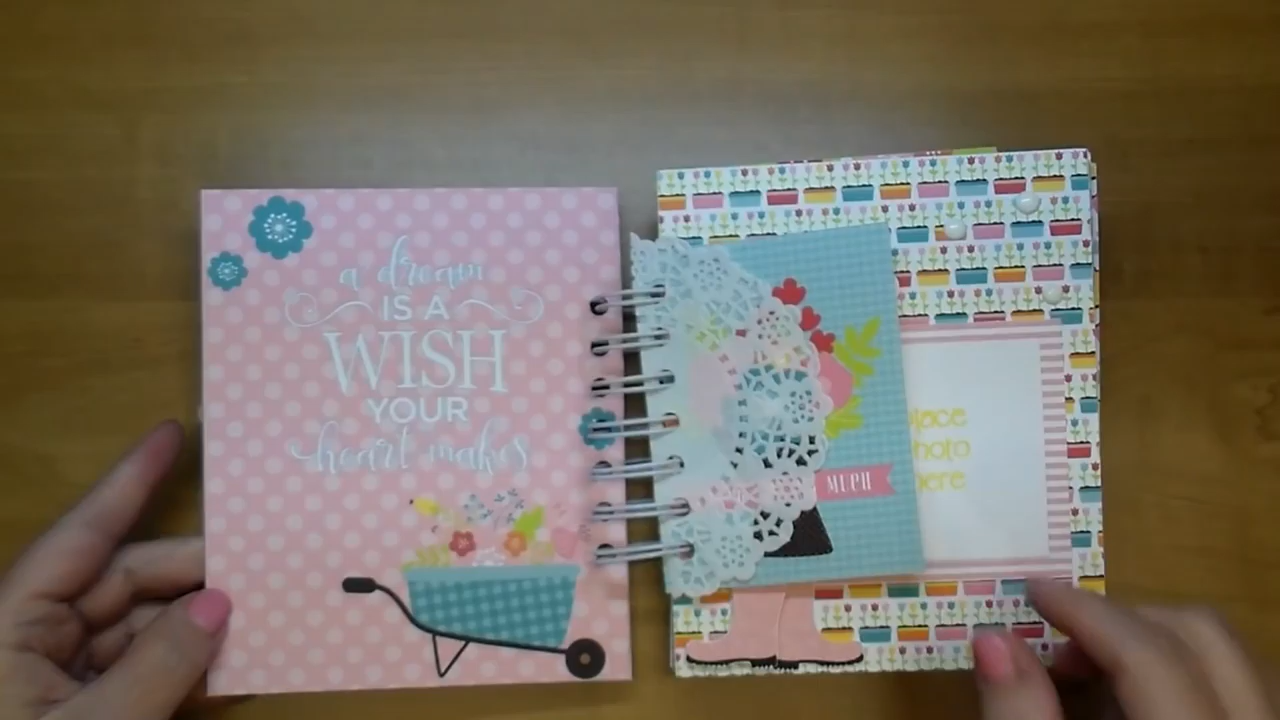 a dream
IS A
WISH
YOUR
heart makes
MUCH
place
photo
here